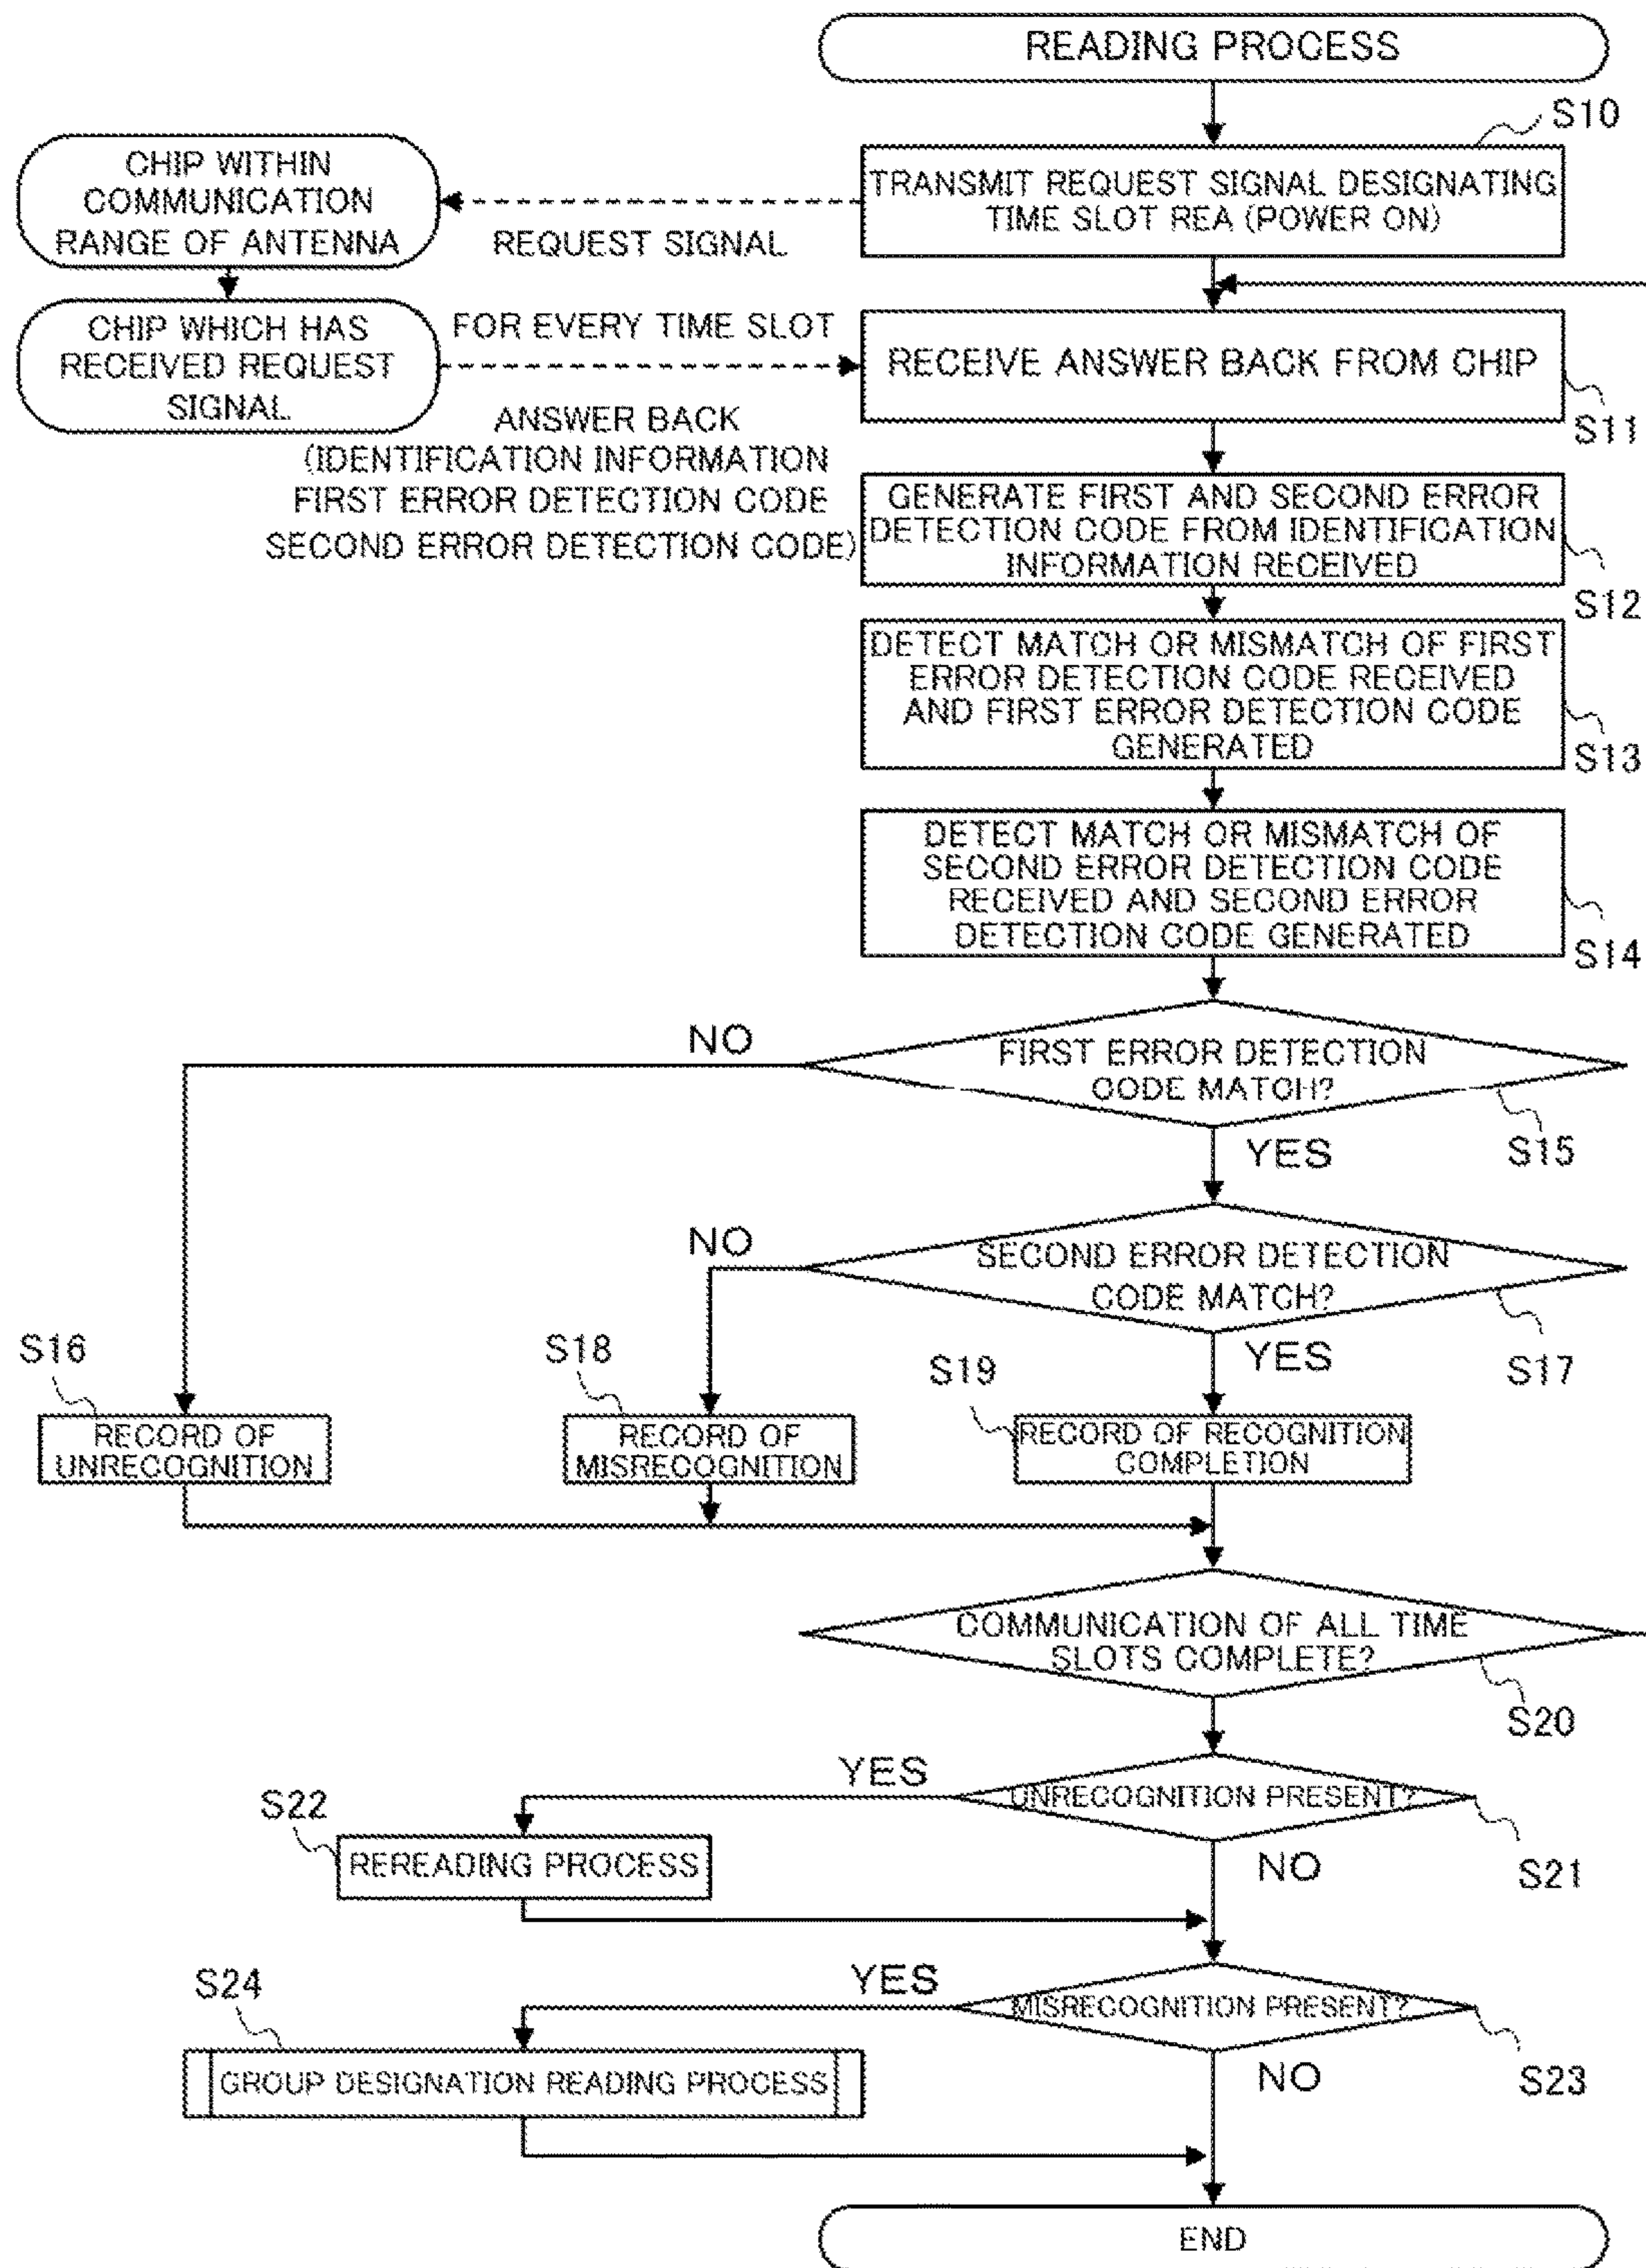 READING PROCESS
S10
CHIP WITHIN
COMMUNICATION
RANGE OF ANTENNA
TRANSMIT REQUEST SIGNAL DESIGNATING
TIME SLOT REA (POWER ON)
REQUEST SIGNAL
CHIP WHICH HAS
RECEIVED REQUEST
SIGNAL
FOR EVERY TIME SLOT
RECEIVE ANSWER BACK FROM CHIP
S11
ANSWER BACK
(IDENTIFICATION INFORMATION
FIRST ERROR DETECTION CODE
SECOND ERROR DETECTION CODE)
GENERATE FIRST AND SECOND ERROR
DETECTION CODE FROM IDENTIFICATION
INFORMATION RECEIVED
S12
DETECT MATCH OR MISMATCH OF FIRST
ERROR DETECTION CODE RECEIVED
AND FIRST ERROR DETECTION CODE
GENERATED
S13
DETECT MATCH OR MISMATCH OF
SECOND ERROR DETECTION CODE
RECEIVED AND SECOND ERROR
DETECTION CODE GENERATED
S14
NO
FIRST ERROR DETECTION
CODE MATCH?
S15
YES
NO
SECOND ERROR DETECTION
CODE MATCH?
S17
YES
S16
S18
S19
RECORD OF
UNRECOGNITION
RECORD OF
MISRECOGNITION
RECORD OF RECOGNITION
COMPLETION
COMMUNICATION OF ALL TIME
SLOTS COMPLETE?
S20
YES
UNRECOGNITION PRESENT?
S21
S22
REREADING PROCESS
NO
YES
MISRECOGNITION PRESENT?
S23
S24
GROUP DESIGNATION READING PROCESS
NO
END